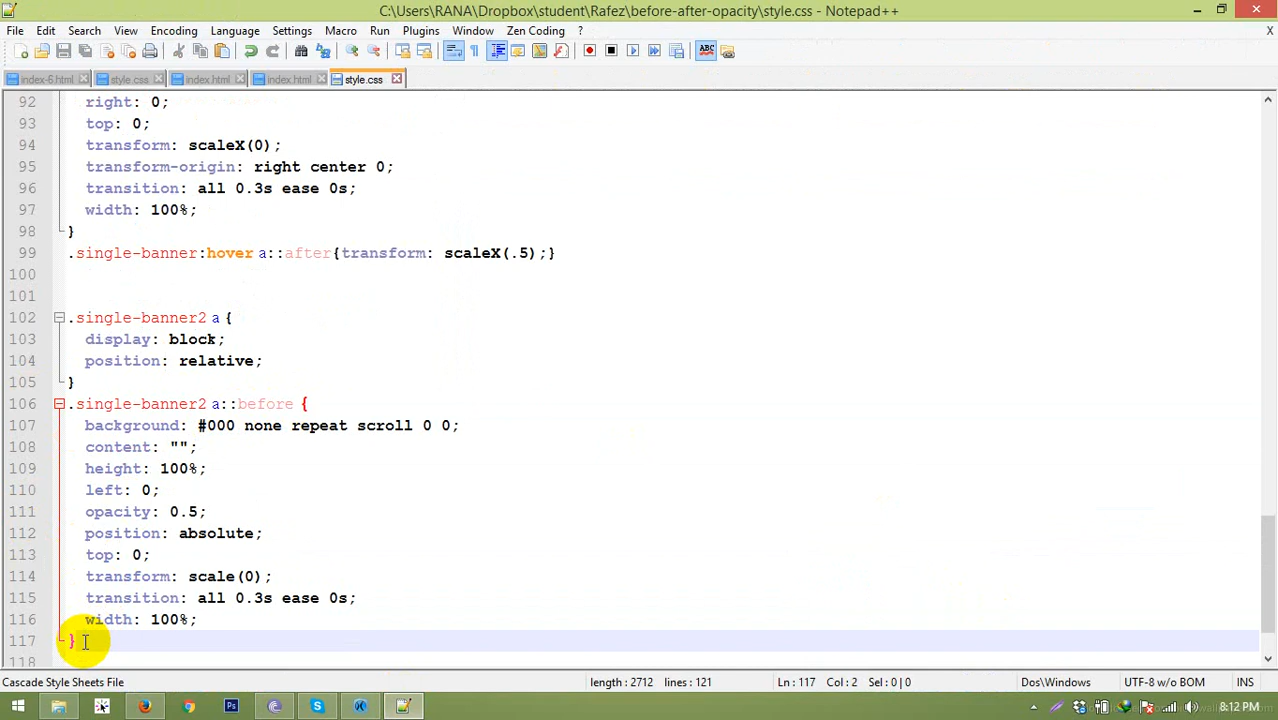 C:\Users\RANA\Dropbox\student\Rafez\before-after-opacity\style.css - Notepad++
File Edit Search View Encoding Language Settings Macro Run Plugins Window Zen Coding ? X
ABC
index-6.html style.css index.html index.html style.css
92 right: 0;
93 top: 0;
94 transform: scaleX(0);
95 transform-origin: right center 0;
96 transition: all 0.3s ease 0s;
97 width: 100%;
98 }
99 .single-banner:hover a::after{transform: scaleX(.5);}
100
101
102 .single-banner2 a {
103 display: block;
104 position: relative;
105 }
106 .single-banner2 a::before {
107 background: #000 none repeat scroll 0 0;
108 content: "";
109 height: 100%;
110 left: 0;
111 opacity: 0.5;
112 position: absolute;
113 top: 0;
114 transform: scale(0);
115 transition: all 0.3s ease 0s;
116 width: 100%;
117 }
118
Cascade Style Sheets File length : 2712 lines : 121 Ln : 117 Col : 2 Sel : 0 | 0 Dos\Windows UTF-8 w/o BOM INS
Ps 8:12 PM